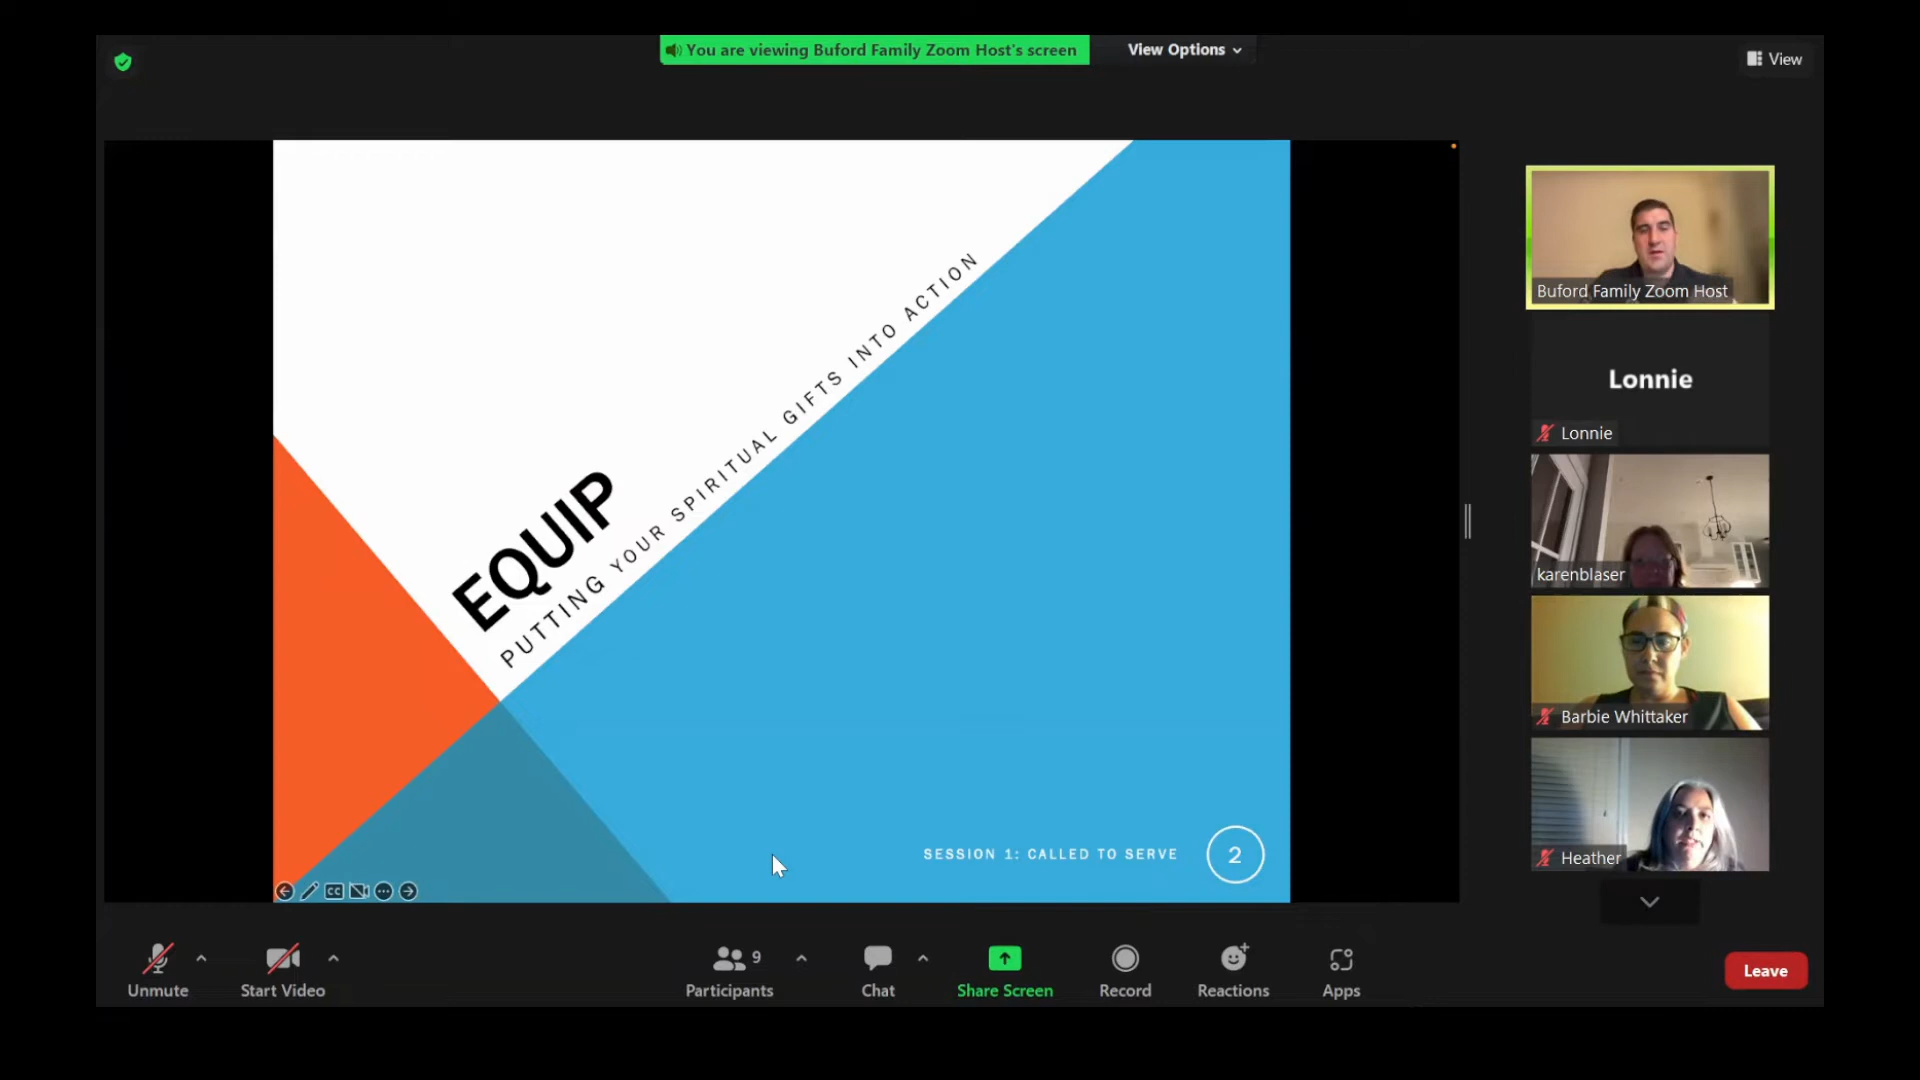 You are viewing Buford Family Zoom Host's screen
View Options
View
EQUIP
PUTTING YOUR SPIRITUAL GIFTS INTO ACTION
SESSION 1: CALLED TO SERVE
2
CC
Buford Family Zoom Host
Lonnie
Lonnie
karenblaser
Barbie Whittaker
Heather
Unmute
Start Video
9
Participants
Chat
Share Screen
Record
Reactions
Apps
Leave